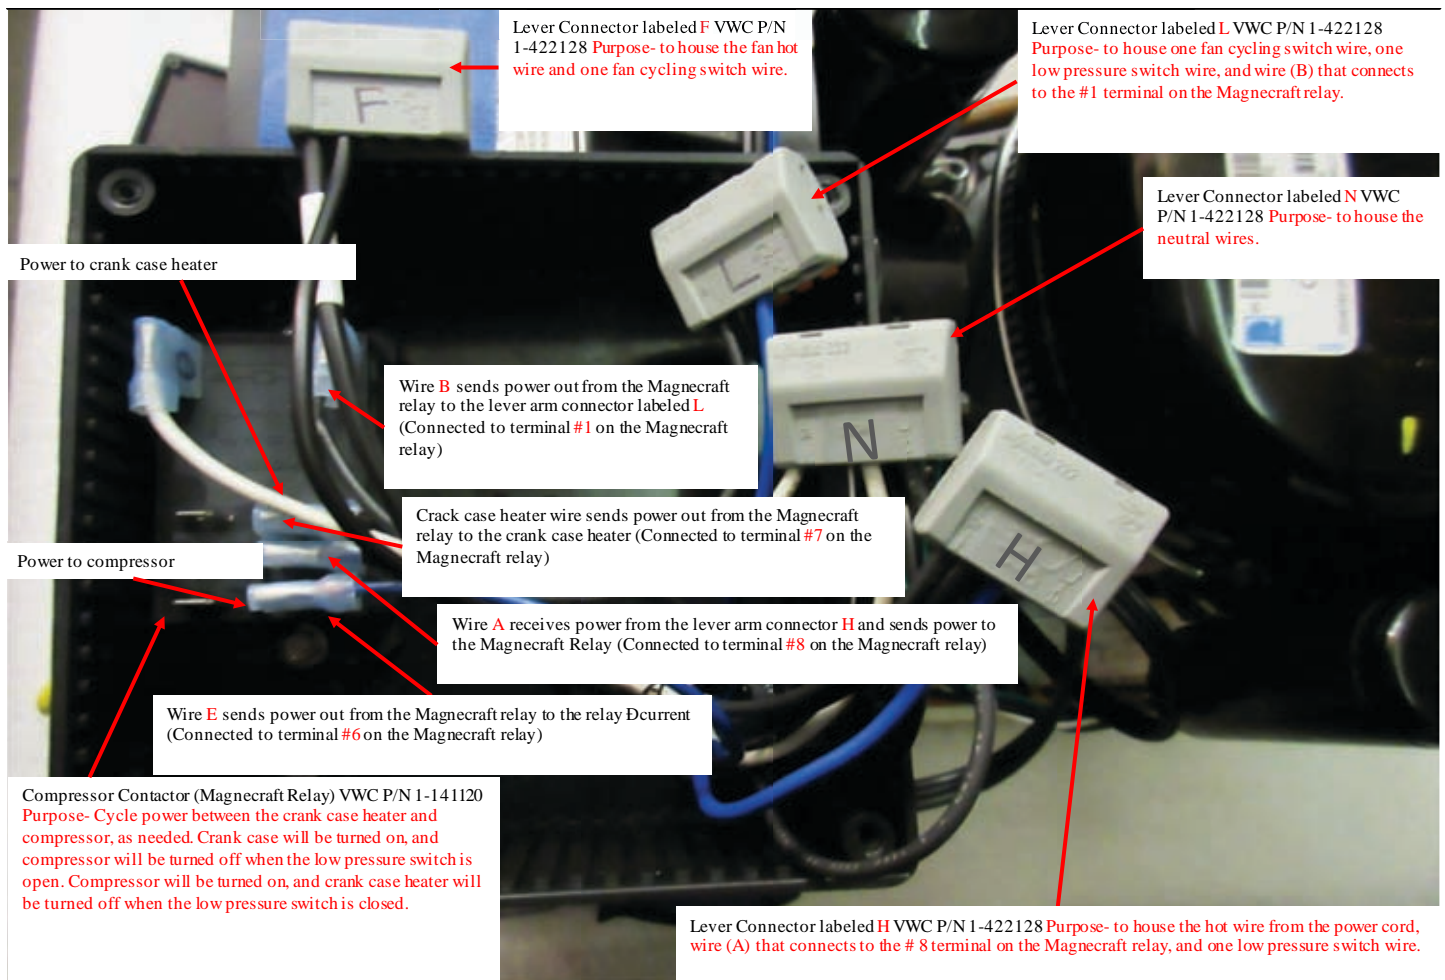 Lever Connector labeled F VWC P/N
1-422128 Purpose- to house the fan hot
wire and one fan cycling switch wire.
Lever Connector labeled L VWC P/N 1-422128
Purpose- to house one fan cycling switch wire, one
low pressure switch wire, and wire (B) that connects
to the #1 terminal on the Magnecraft relay.
F
L
Lever Connector labeled N VWC
P/N 1-422128 Purpose- to house the
neutral wires.
Power to crank case heater
N
Wire B sends power out from the Magnecraft
relay to the lever arm connector labeled L
(Connected to terminal #1 on the Magnecraft
relay)
H
Crack case heater wire sends power out from the Magnecraft
relay to the crank case heater (Connected to terminal #7 on the
Magnecraft relay)
Power to compressor
Wire A receives power from the lever arm connector H and sends power to
the Magnecraft Relay (Connected to terminal #8 on the Magnecraft relay)
Wire E sends power out from the Magnecraft relay to the relay Ðcurrent
(Connected to terminal #6 on the Magnecraft relay)
Compressor Contactor (Magnecraft Relay) VWC P/N 1-141120
Purpose- Cycle power between the crank case heater and
compressor, as needed. Crank case will be turned on, and
compressor will be turned off when the low pressure switch is
open. Compressor will be turned on, and crank case heater will
be turned off when the low pressure switch is closed.
Lever Connector labeled H VWC P/N 1-422128 Purpose- to house the hot wire from the power cord,
wire (A) that connects to the # 8 terminal on the Magnecraft relay, and one low pressure switch wire.